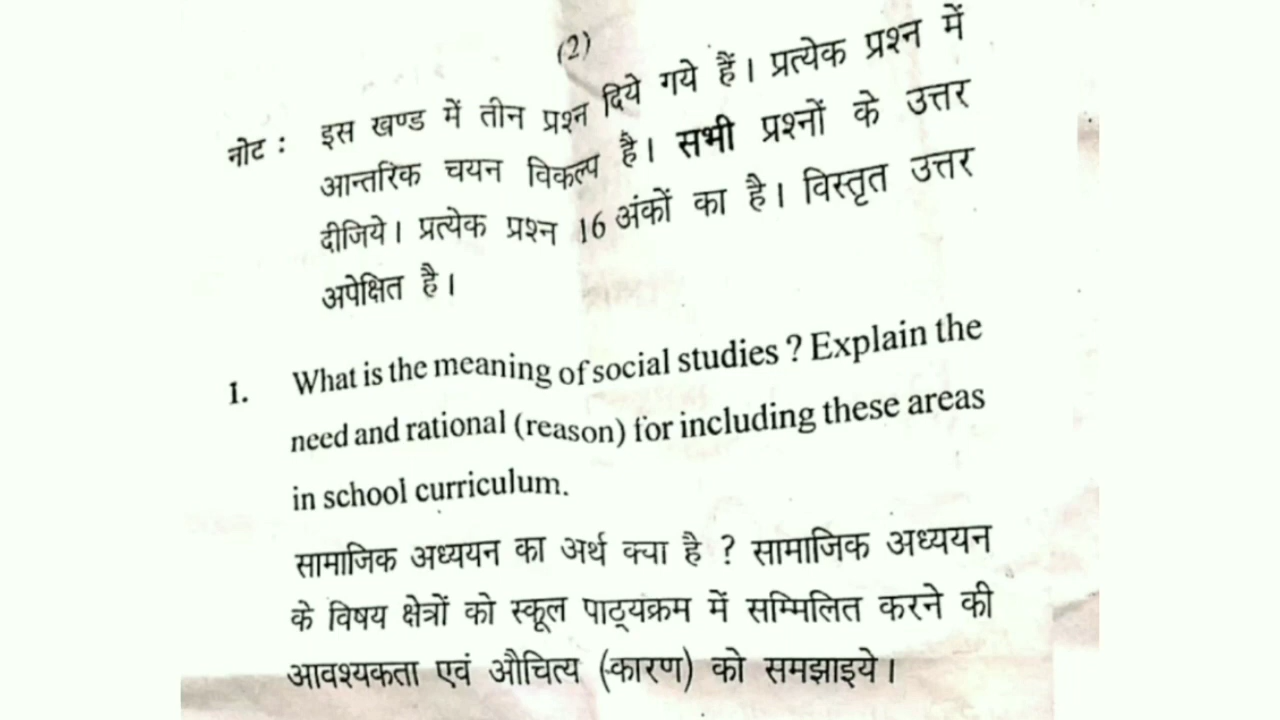 (2)
नोट : इस खण्ड में तीन प्रश्न दिये गये हैं। प्रत्येक प्रश्न में
आन्तरिक चयन विकल्प है। सभी प्रश्नों के उत्तर
दीजिये। प्रत्येक प्रश्न 16 अंकों का है। विस्तृत उत्तर
अपेक्षित है।
1. What is the meaning of social studies ? Explain the
need and rational (reason) for including these areas
in school curriculum.
सामाजिक अध्ययन का अर्थ क्या है ? सामाजिक अध्ययन
के विषय क्षेत्रों को स्कूल पाठ्यक्रम में सम्मिलित करने की
आवश्यकता एवं औचित्य (कारण) को समझाइये।